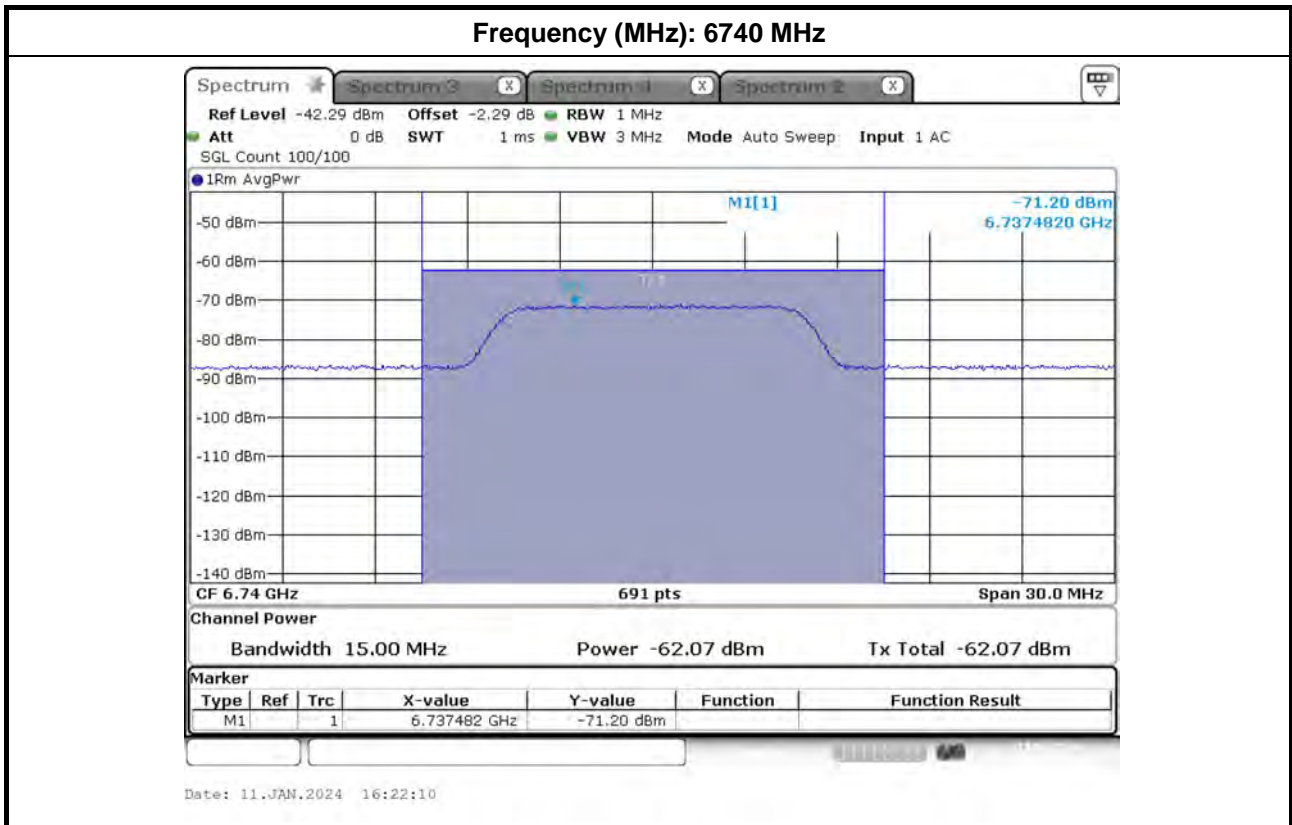 Frequency (MHz): 6740 MHz
Spectrum Spectrum 3 X Spectrum 4 X Spectrum 2 X
Ref Level -42.29 dBm Offset -2.29 dB RBW 1 MHz
Att 0 dB SWT 1 ms VBW 3 MHz Mode Auto Sweep Input 1 AC
SGL Count 100/100
1Rm AvgPwr
M1[1] -71.20 dBm
6.7374820 GHz
-50 dBm
-60 dBm
-70 dBm
-80 dBm
-90 dBm
-100 dBm
-110 dBm
-120 dBm
-130 dBm
-140 dBm
CF 6.74 GHz 691 pts Span 30.0 MHz
Channel Power
Bandwidth 15.00 MHz Power -62.07 dBm Tx Total -62.07 dBm
Marker
Type Ref Trc X-value Y-value Function Function Result
M1 1 6.737482 GHz -71.20 dBm
Date: 11.JAN.2024 16:22:10